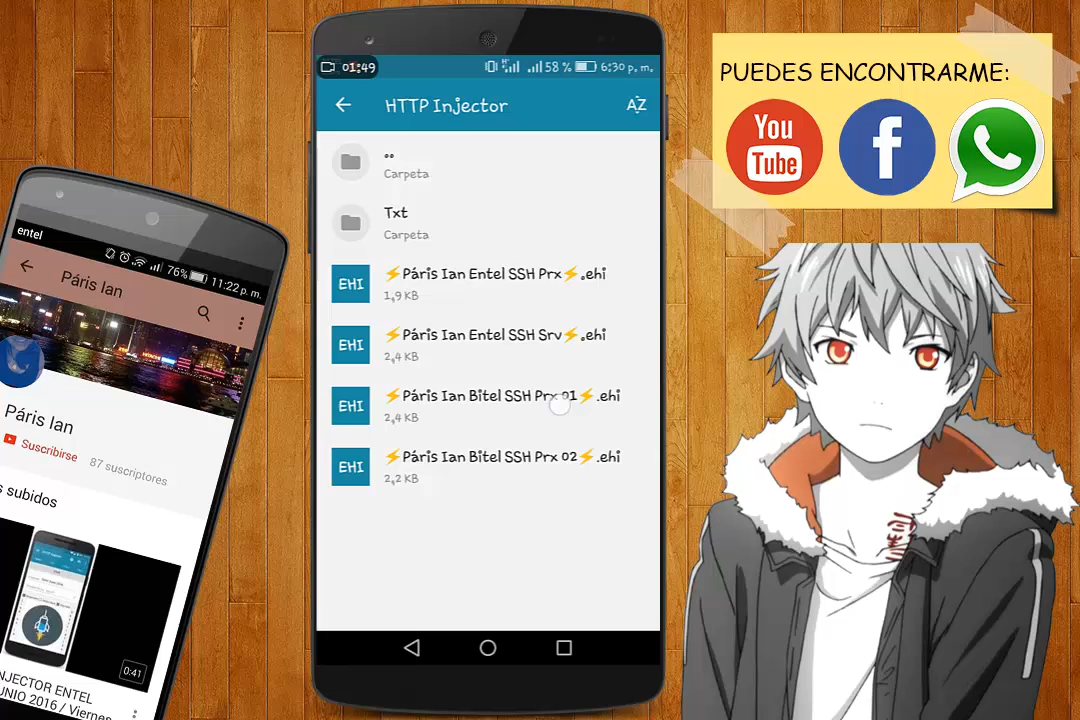 01:49
58 %
6:30 p. m.
HTTP Injector
AZ
..
Carpeta
Txt
Carpeta
EHI
⚡Páris Ian Entel SSH Prx⚡.ehi
1,9 KB
EHI
⚡Páris Ian Entel SSH Srv⚡.ehi
2,4 KB
EHI
⚡Páris Ian Bitel SSH Prx 01⚡.ehi
2,4 KB
EHI
⚡Páris Ian Bitel SSH Prx 02⚡.ehi
2,2 KB
PUEDES ENCONTRARME:
You
Tube
f
entel
76%
11:22 p. m.
Páris Ian
Páris Ian
Suscribirse
87 suscriptores
s subidos
0:41
NJECTOR ENTEL
UNIO 2016 / Viernes